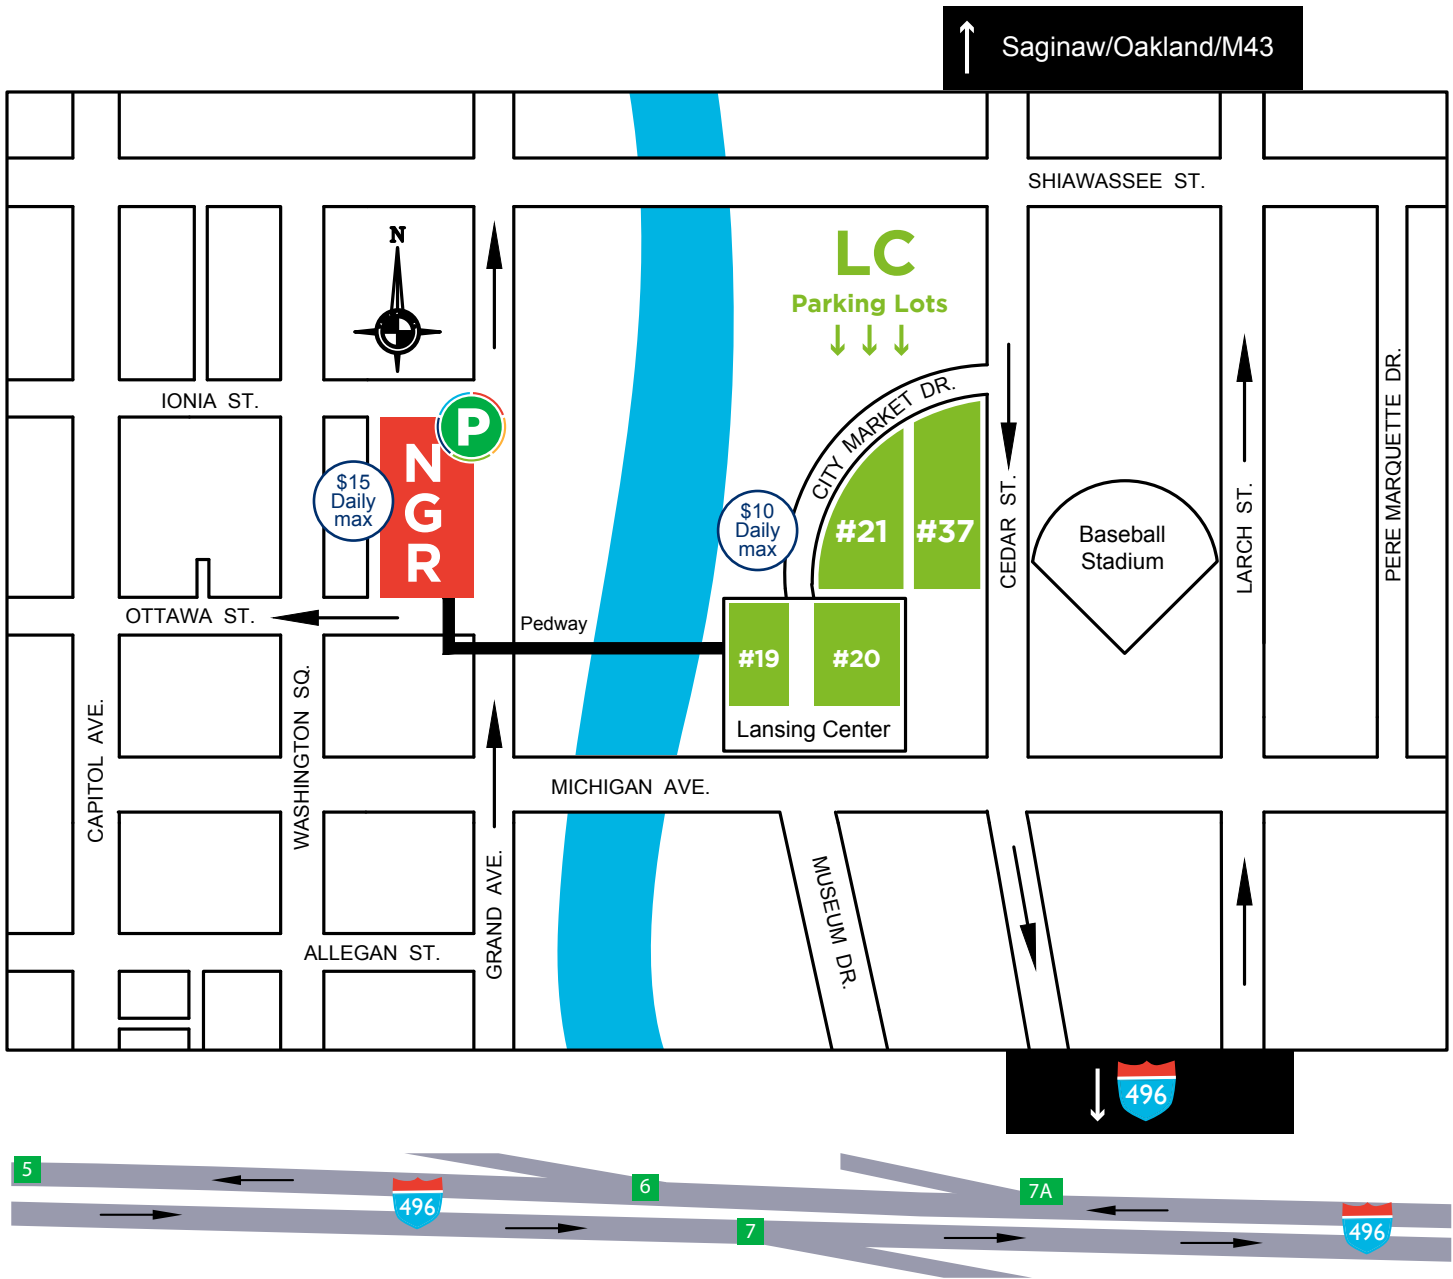 Saginaw/Oakland/M43
SHIAWASSEE ST.
N
LC
Parking Lots
IONIA ST.
P
NGR
$15
Daily
max
CITY MARKET DR.
$10
Daily
max
#21
#37
CEDAR ST.
Baseball
Stadium
LARCH ST.
PERE MARQUETTE DR.
OTTAWA ST.
Pedway
#19
#20
Lansing Center
CAPITOL AVE.
WASHINGTON SQ.
MICHIGAN AVE.
GRAND AVE.
MUSEUM DR.
ALLEGAN ST.
496
5
6
7A
496
7
496